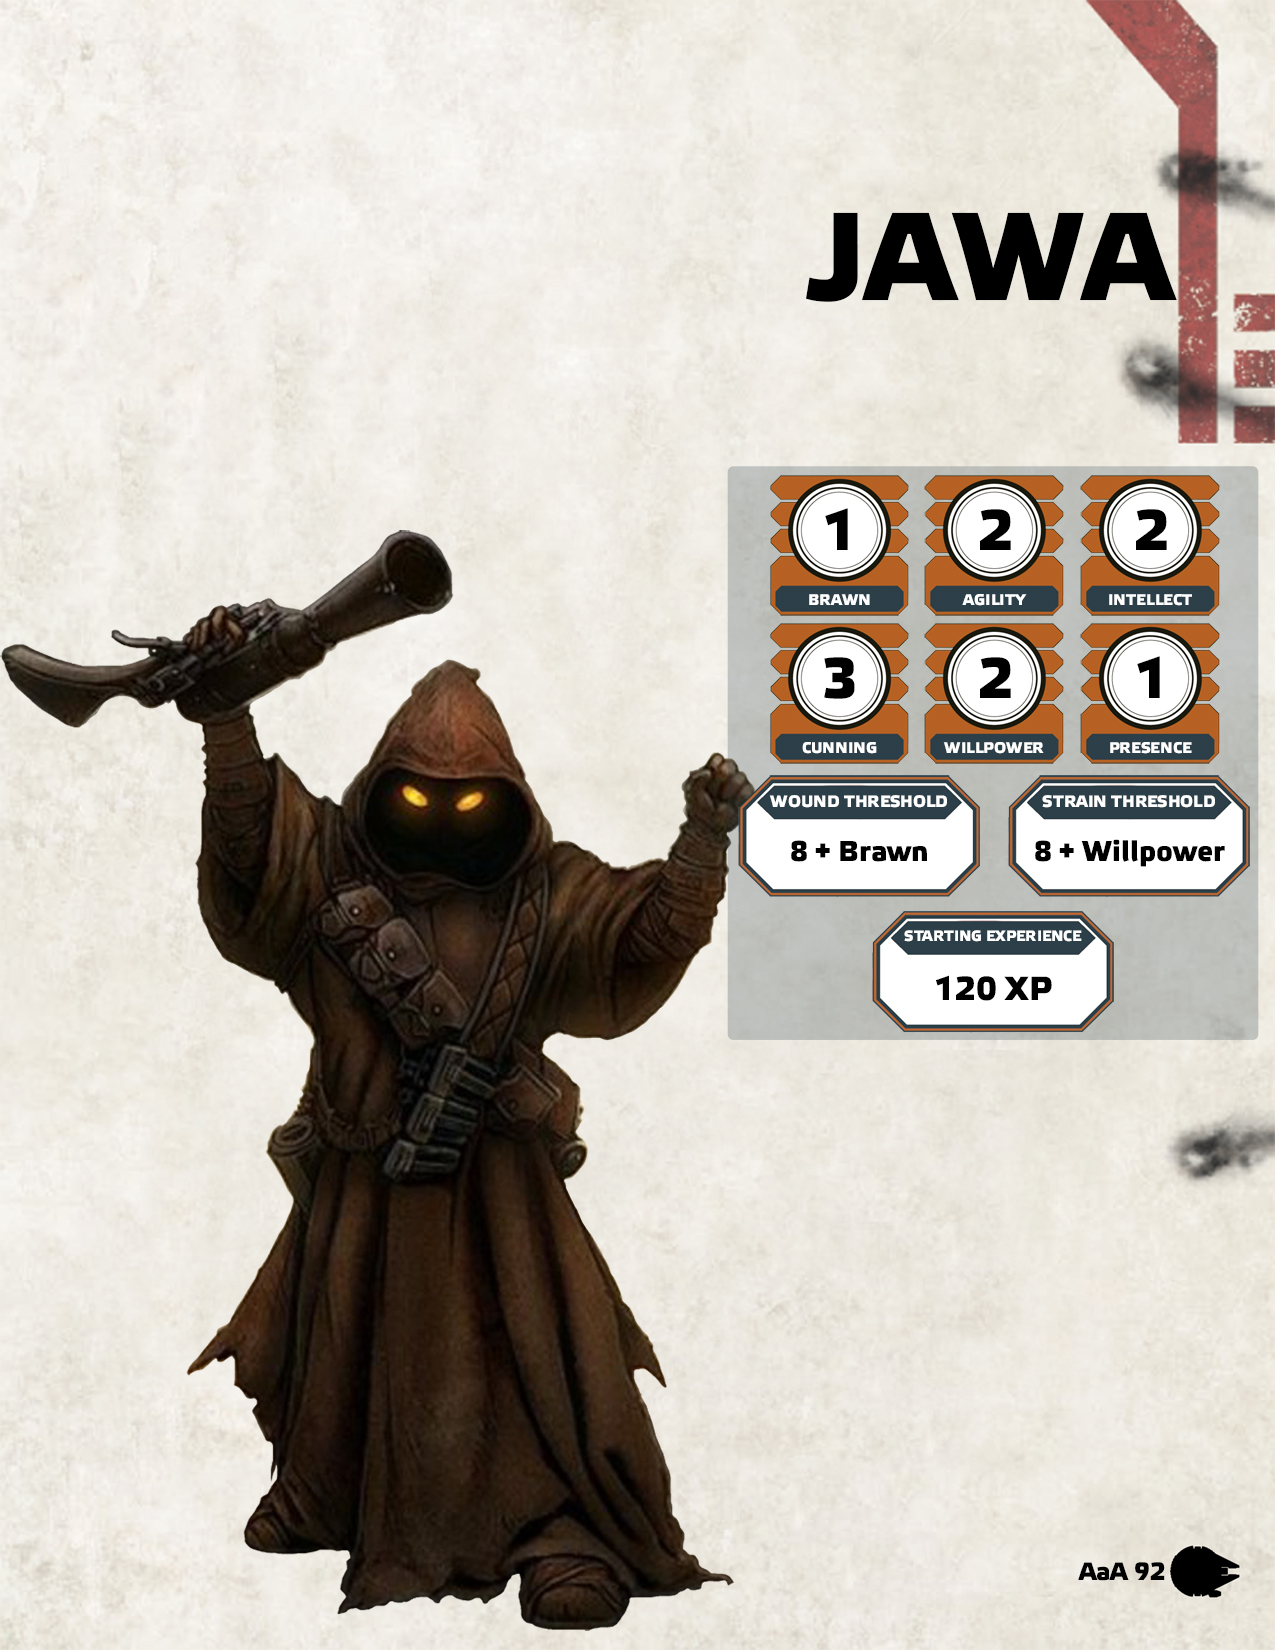 JAWA
1 2 2
BRAWN AGILITY INTELLECT
3 2 1
CUNNING WILLPOWER PRESENCE
WOUND THRESHOLD STRAIN THRESHOLD
8 + Brawn 8 + Willpower
STARTING EXPERIENCE
120 XP
AaA 92